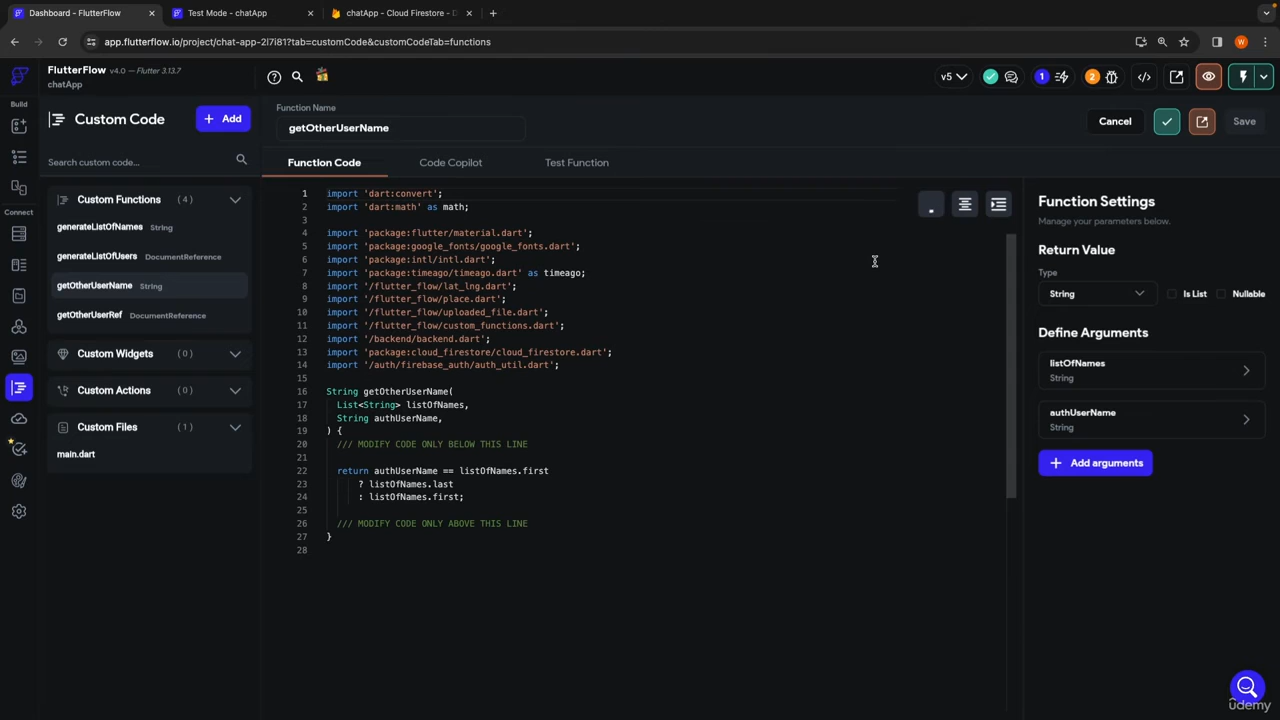 Dashboard - FlutterFlow
Test Mode - chatApp
chatApp - Cloud Firestore - D
app.flutterflow.io/project/chat-app-2l7i81?tab=customCode&customCodeTab=functions
W
FlutterFlow v4.0 — Flutter 3.13.7
chatApp
v5
1
2
Build
Connect
Custom Code
+ Add
Search custom code...
Custom Functions (4)
generateListOfNames String
generateListOfUsers DocumentReference
getOtherUserName String
getOtherUserRef DocumentReference
Custom Widgets (0)
Custom Actions (0)
Custom Files (1)
main.dart
Function Name
getOtherUserName
Cancel
Save
Function Code
Code Copilot
Test Function
1 import 'dart:convert';
2 import 'dart:math' as math;
3
4 import 'package:flutter/material.dart';
5 import 'package:google_fonts/google_fonts.dart';
6 import 'package:intl/intl.dart';
7 import 'package:timeago/timeago.dart' as timeago;
8 import '/flutter_flow/lat_lng.dart';
9 import '/flutter_flow/place.dart';
10 import '/flutter_flow/uploaded_file.dart';
11 import '/flutter_flow/custom_functions.dart';
12 import '/backend/backend.dart';
13 import 'package:cloud_firestore/cloud_firestore.dart';
14 import '/auth/firebase_auth/auth_util.dart';
15
16 String getOtherUserName(
17 List<String> listOfNames,
18 String authUserName,
19 ) {
20 /// MODIFY CODE ONLY BELOW THIS LINE
21
22 return authUserName == listOfNames.first
23 ? listOfNames.last
24 : listOfNames.first;
25
26 /// MODIFY CODE ONLY ABOVE THIS LINE
27 }
28
Function Settings
Manage your parameters below.
Return Value
Type
String
Is List
Nullable
Define Arguments
listOfNames
String
authUserName
String
+ Add arguments
ûdemy